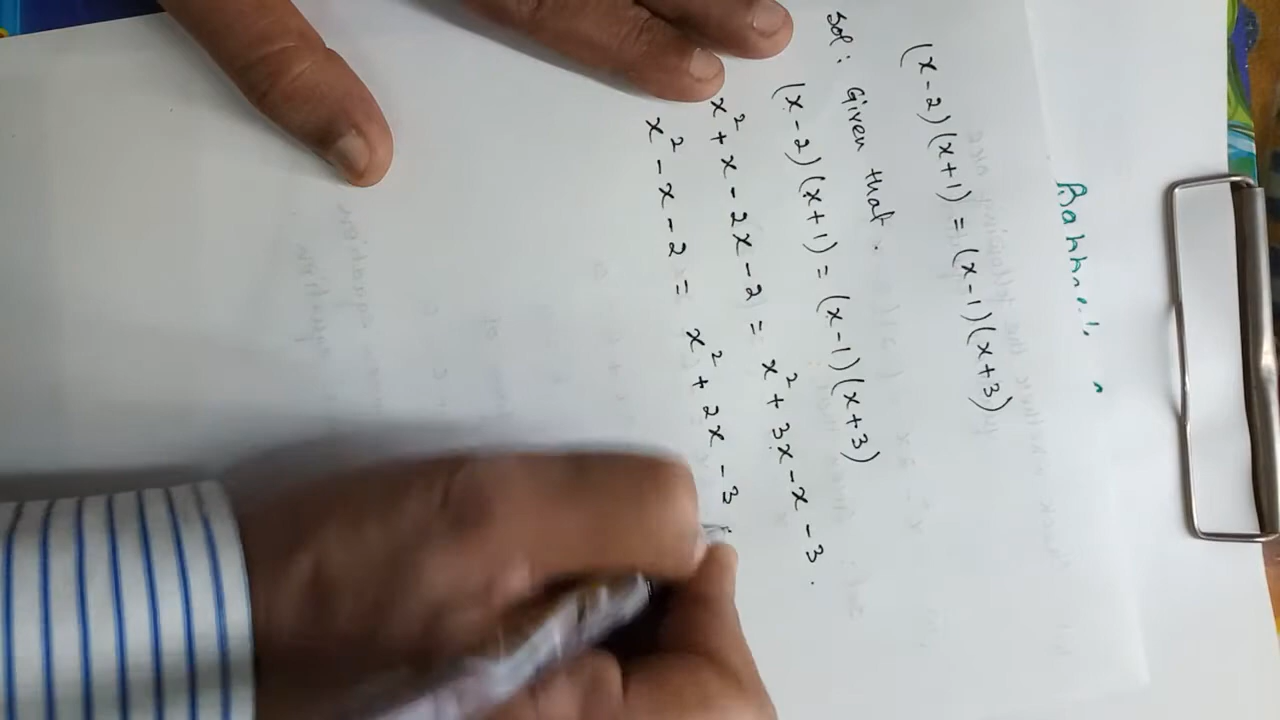 (x-2)(x+1) = (x-1)(x+3)
Sol: Given that.
(x-2)(x+1) = (x-1)(x+3)
x² + x - 2x - 2 = x² + 3x - x - 3.
x² - x - 2 = x² + 2x - 3